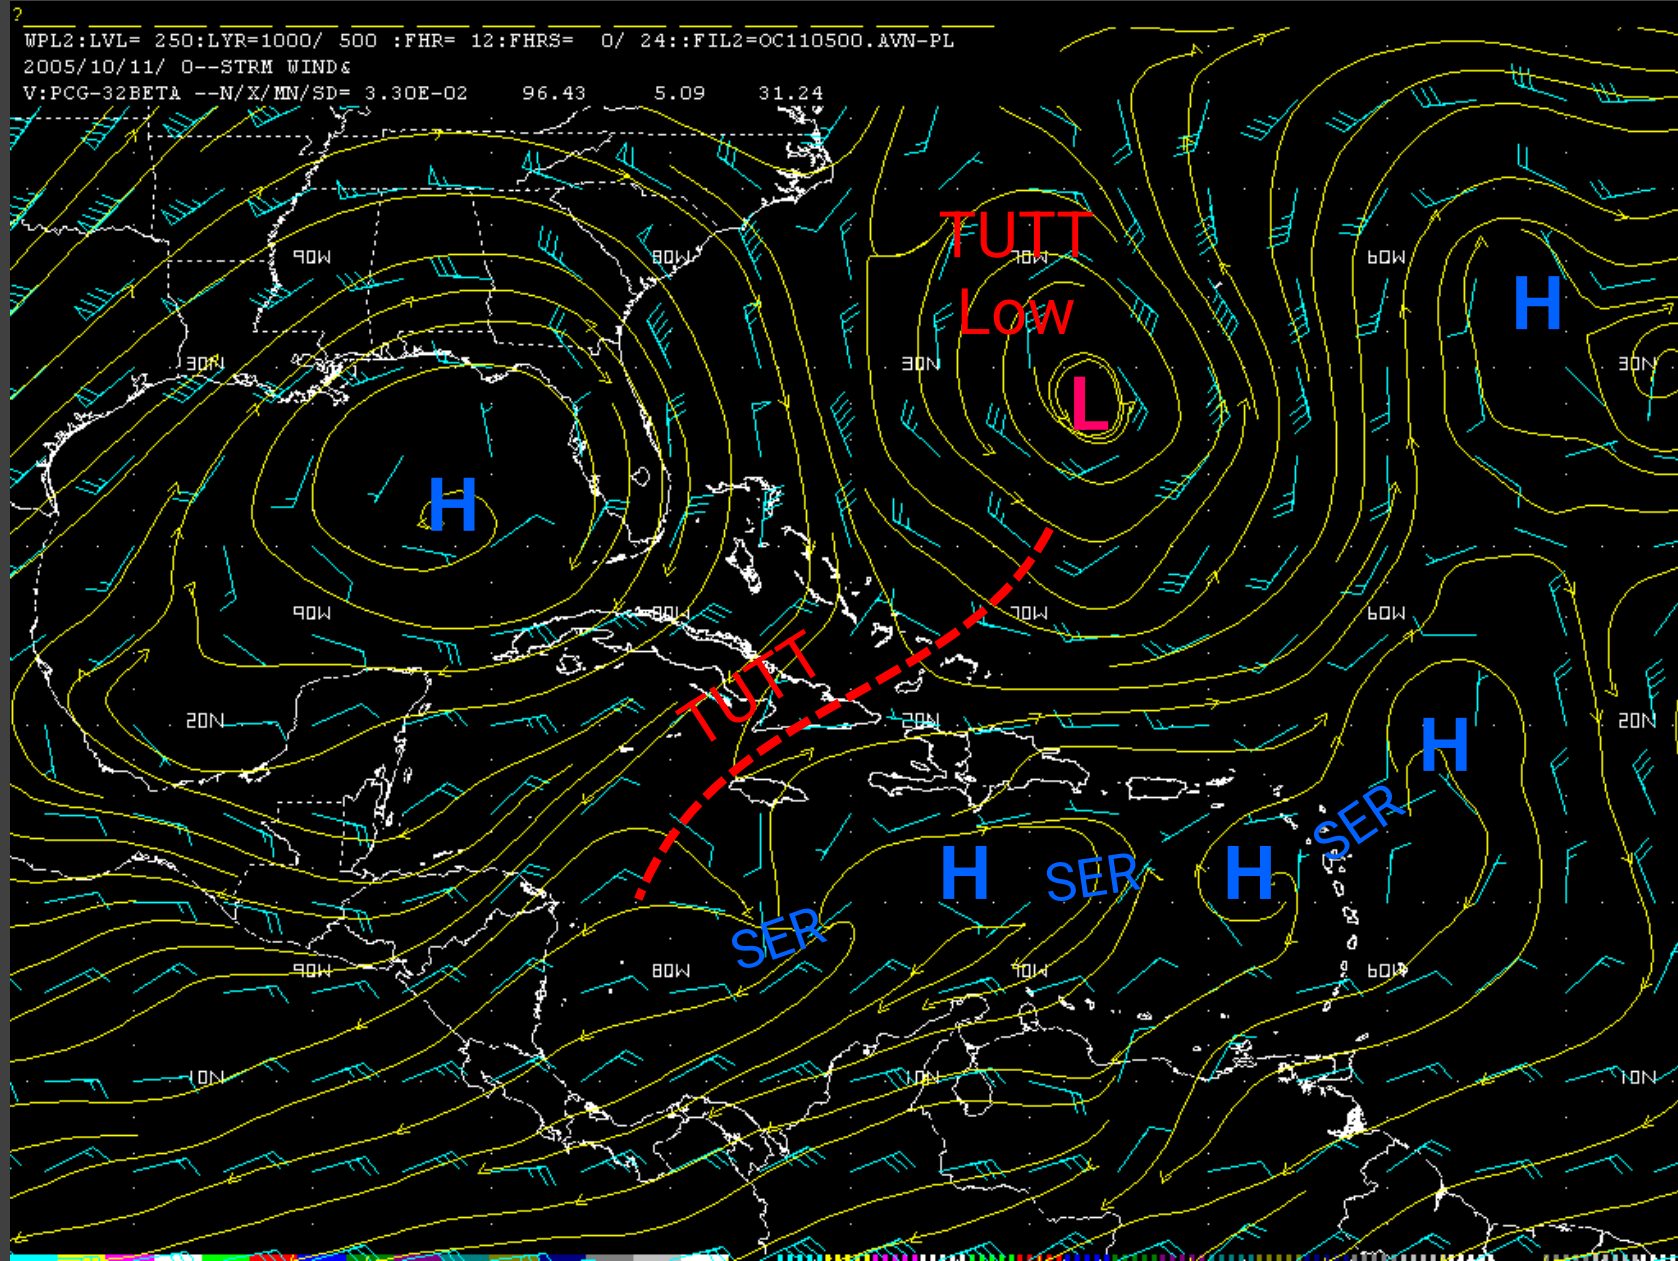 ?
WPL2:LVL= 250:LYR=1000/ 500 :FHR= 12:FHRS=  0/ 24::FIL2=OC110500.AVN-PL
2005/10/11/ 0--STRM WIND&
V:PCG-32BETA --N/X/MN/SD= 3.30E-02 96.43 5.09 31.24
TUTT
90W 80W 70W 60W
H
Low
30N 30N 30N
L
H
90W 80W 70W 60W
TUTT
20N 20N 20N
H
SER
H SER H
SER
90W 80W 70W 60W
10N 10N 10N